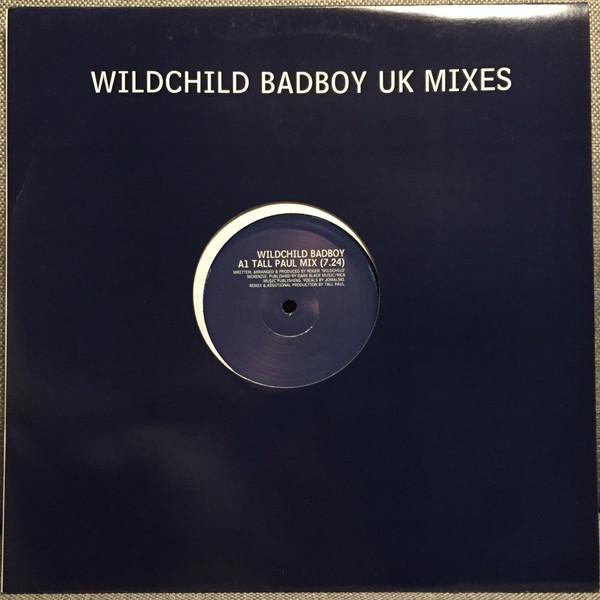 WILDCHILD BADBOY UK MIXES
WILDCHILD BADBOY
A1 TALL PAUL MIX (7.24)
WRITTEN, ARRANGED & PRODUCED BY ROGER 'WILDCHILD'
MCKENZIE. PUBLISHED BY DARK BLACK MUSIC/MCA
MUSIC PUBLISHING. VOCALS BY JOMALSKI.
REMIX & ADDITIONAL PRODUCTION BY TALL PAUL.